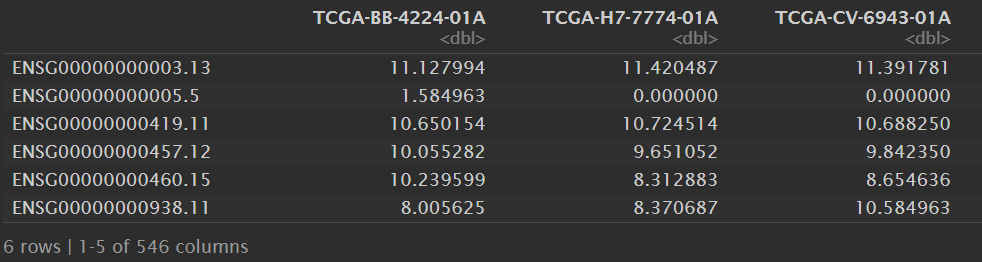 TCGA-BB-4224-01A TCGA-H7-7774-01A TCGA-CV-6943-01A
<dbl> <dbl> <dbl>
ENSG00000000003.13 11.127994 11.420487 11.391781
ENSG00000000005.5 1.584963 0.000000 0.000000
ENSG00000000419.11 10.650154 10.724514 10.688250
ENSG00000000457.12 10.055282 9.651052 9.842350
ENSG00000000460.15 10.239599 8.312883 8.654636
ENSG00000000938.11 8.005625 8.370687 10.584963
6 rows | 1-5 of 546 columns